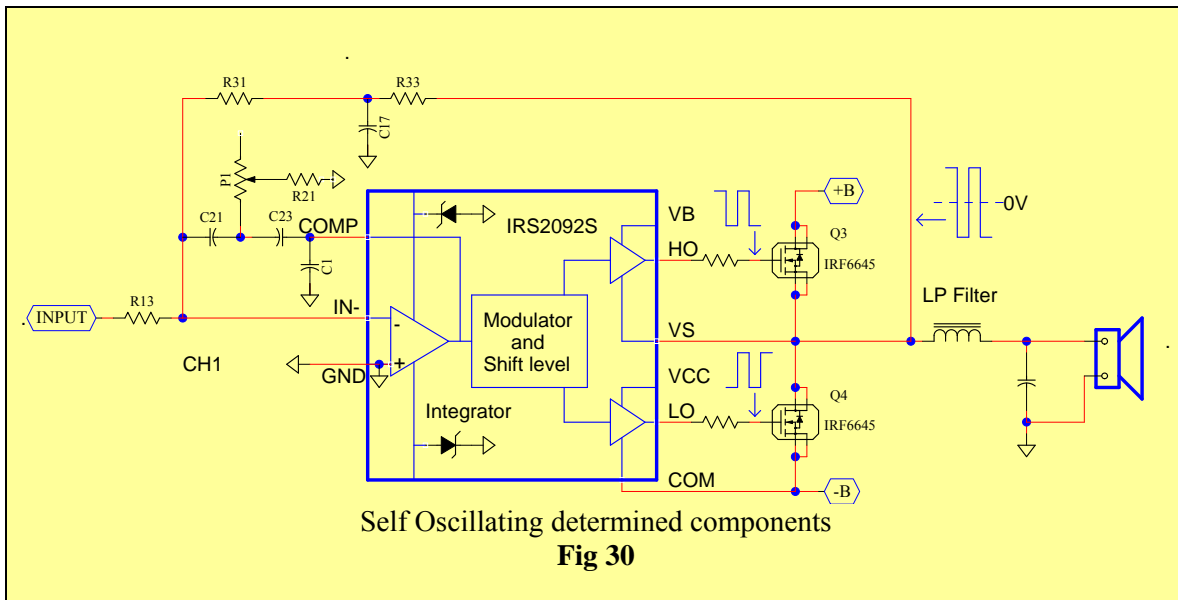 R31
R33
C17
P1
R21
C21
C23
COMP
C1
IRS2092S
VB
HO
+B
0V
Q3
IRF6645
LP Filter
INPUT
R13
IN-
-
+
Modulator
and
Shift level
VS
CH1
GND
VCC
LO
Q4
IRF6645
Integrator
COM
-B
Self Oscillating determined components
Fig 30